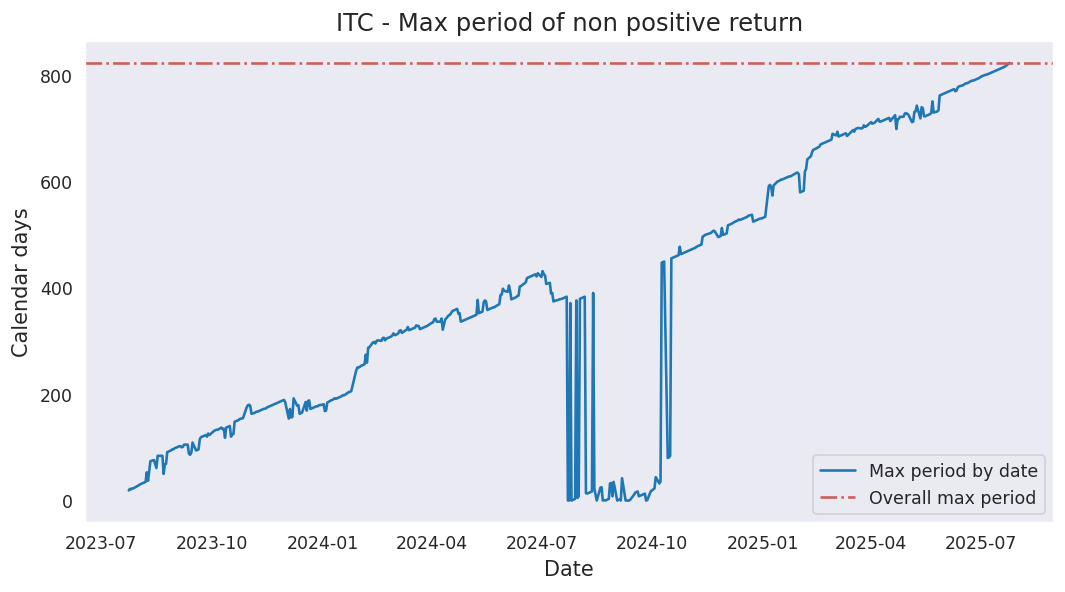 ITC - Max period of non positive return
Calendar days
800
600
400
200
0
2023-07 2023-10 2024-01 2024-04 2024-07 2024-10 2025-01 2025-04 2025-07
Date
Max period by date
Overall max period